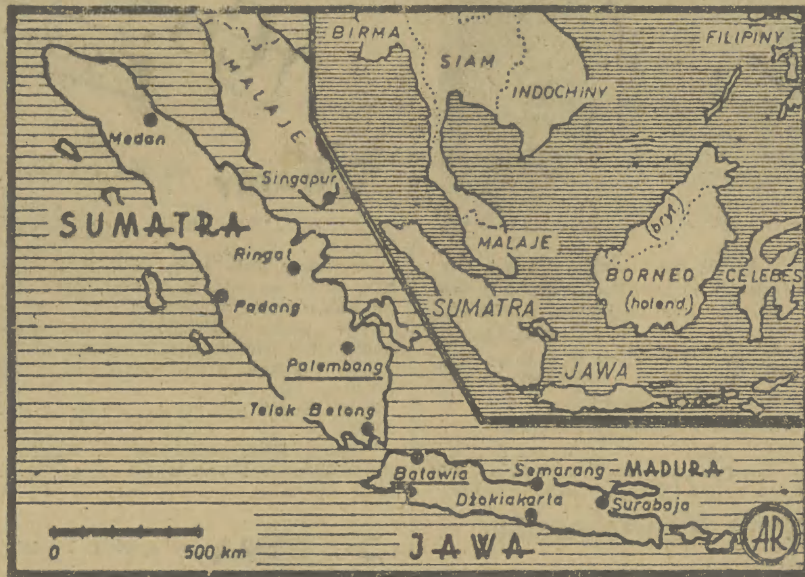 BIRMA
SIAM
INDOCHINY
FILIPINY
MALAJE
SUMATRA
(bryt.)
BORNEO
(holend.)
CELEBES
JAWA
MALAJE
Medan
Singapur
SUMATRA
Ringat
Padang
Palembang
Telok Betong
Batawia
Semarang
MADURA
Dżokiakarta
Surabaja
0 500 km
JAWA
AR